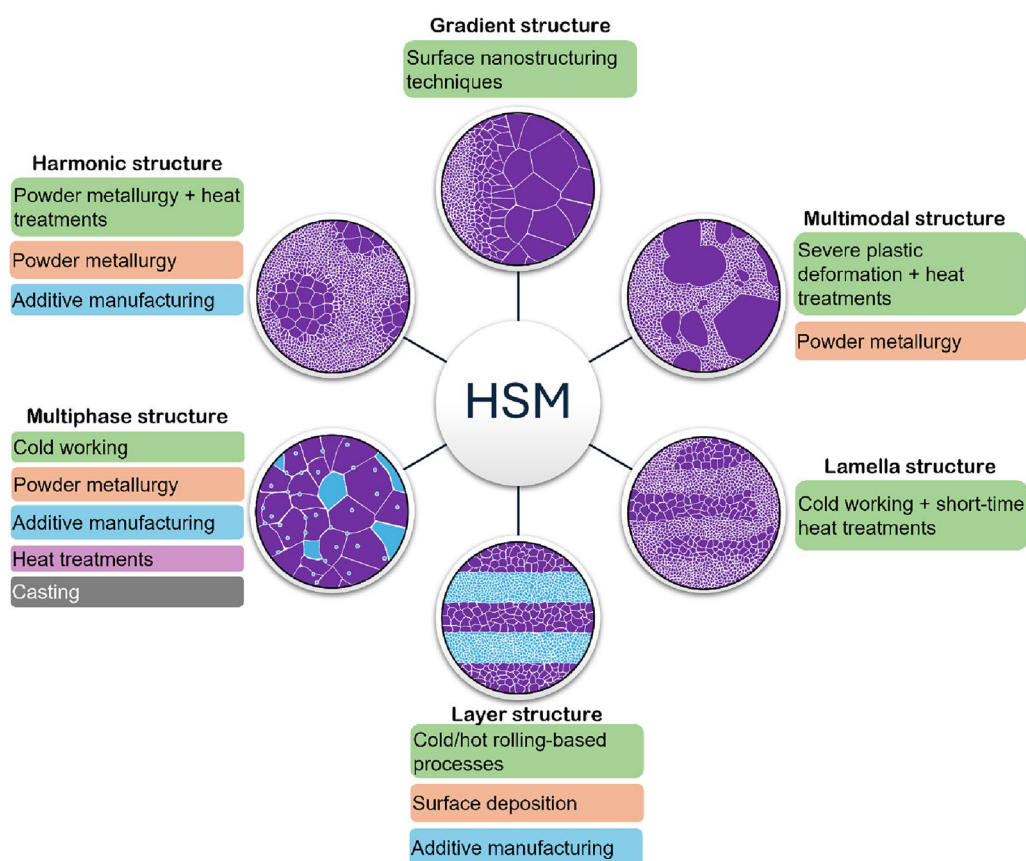 Gradient structure
Surface nanostructuring
techniques
Harmonic structure
Powder metallurgy + heat
treatments
Powder metallurgy
Additive manufacturing
Multimodal structure
Severe plastic
deformation + heat
treatments
Powder metallurgy
HSM
Multiphase structure
Cold working
Powder metallurgy
Additive manufacturing
Heat treatments
Casting
Lamella structure
Cold working + short-time
heat treatments
Layer structure
Cold/hot rolling-based
processes
Surface deposition
Additive manufacturing